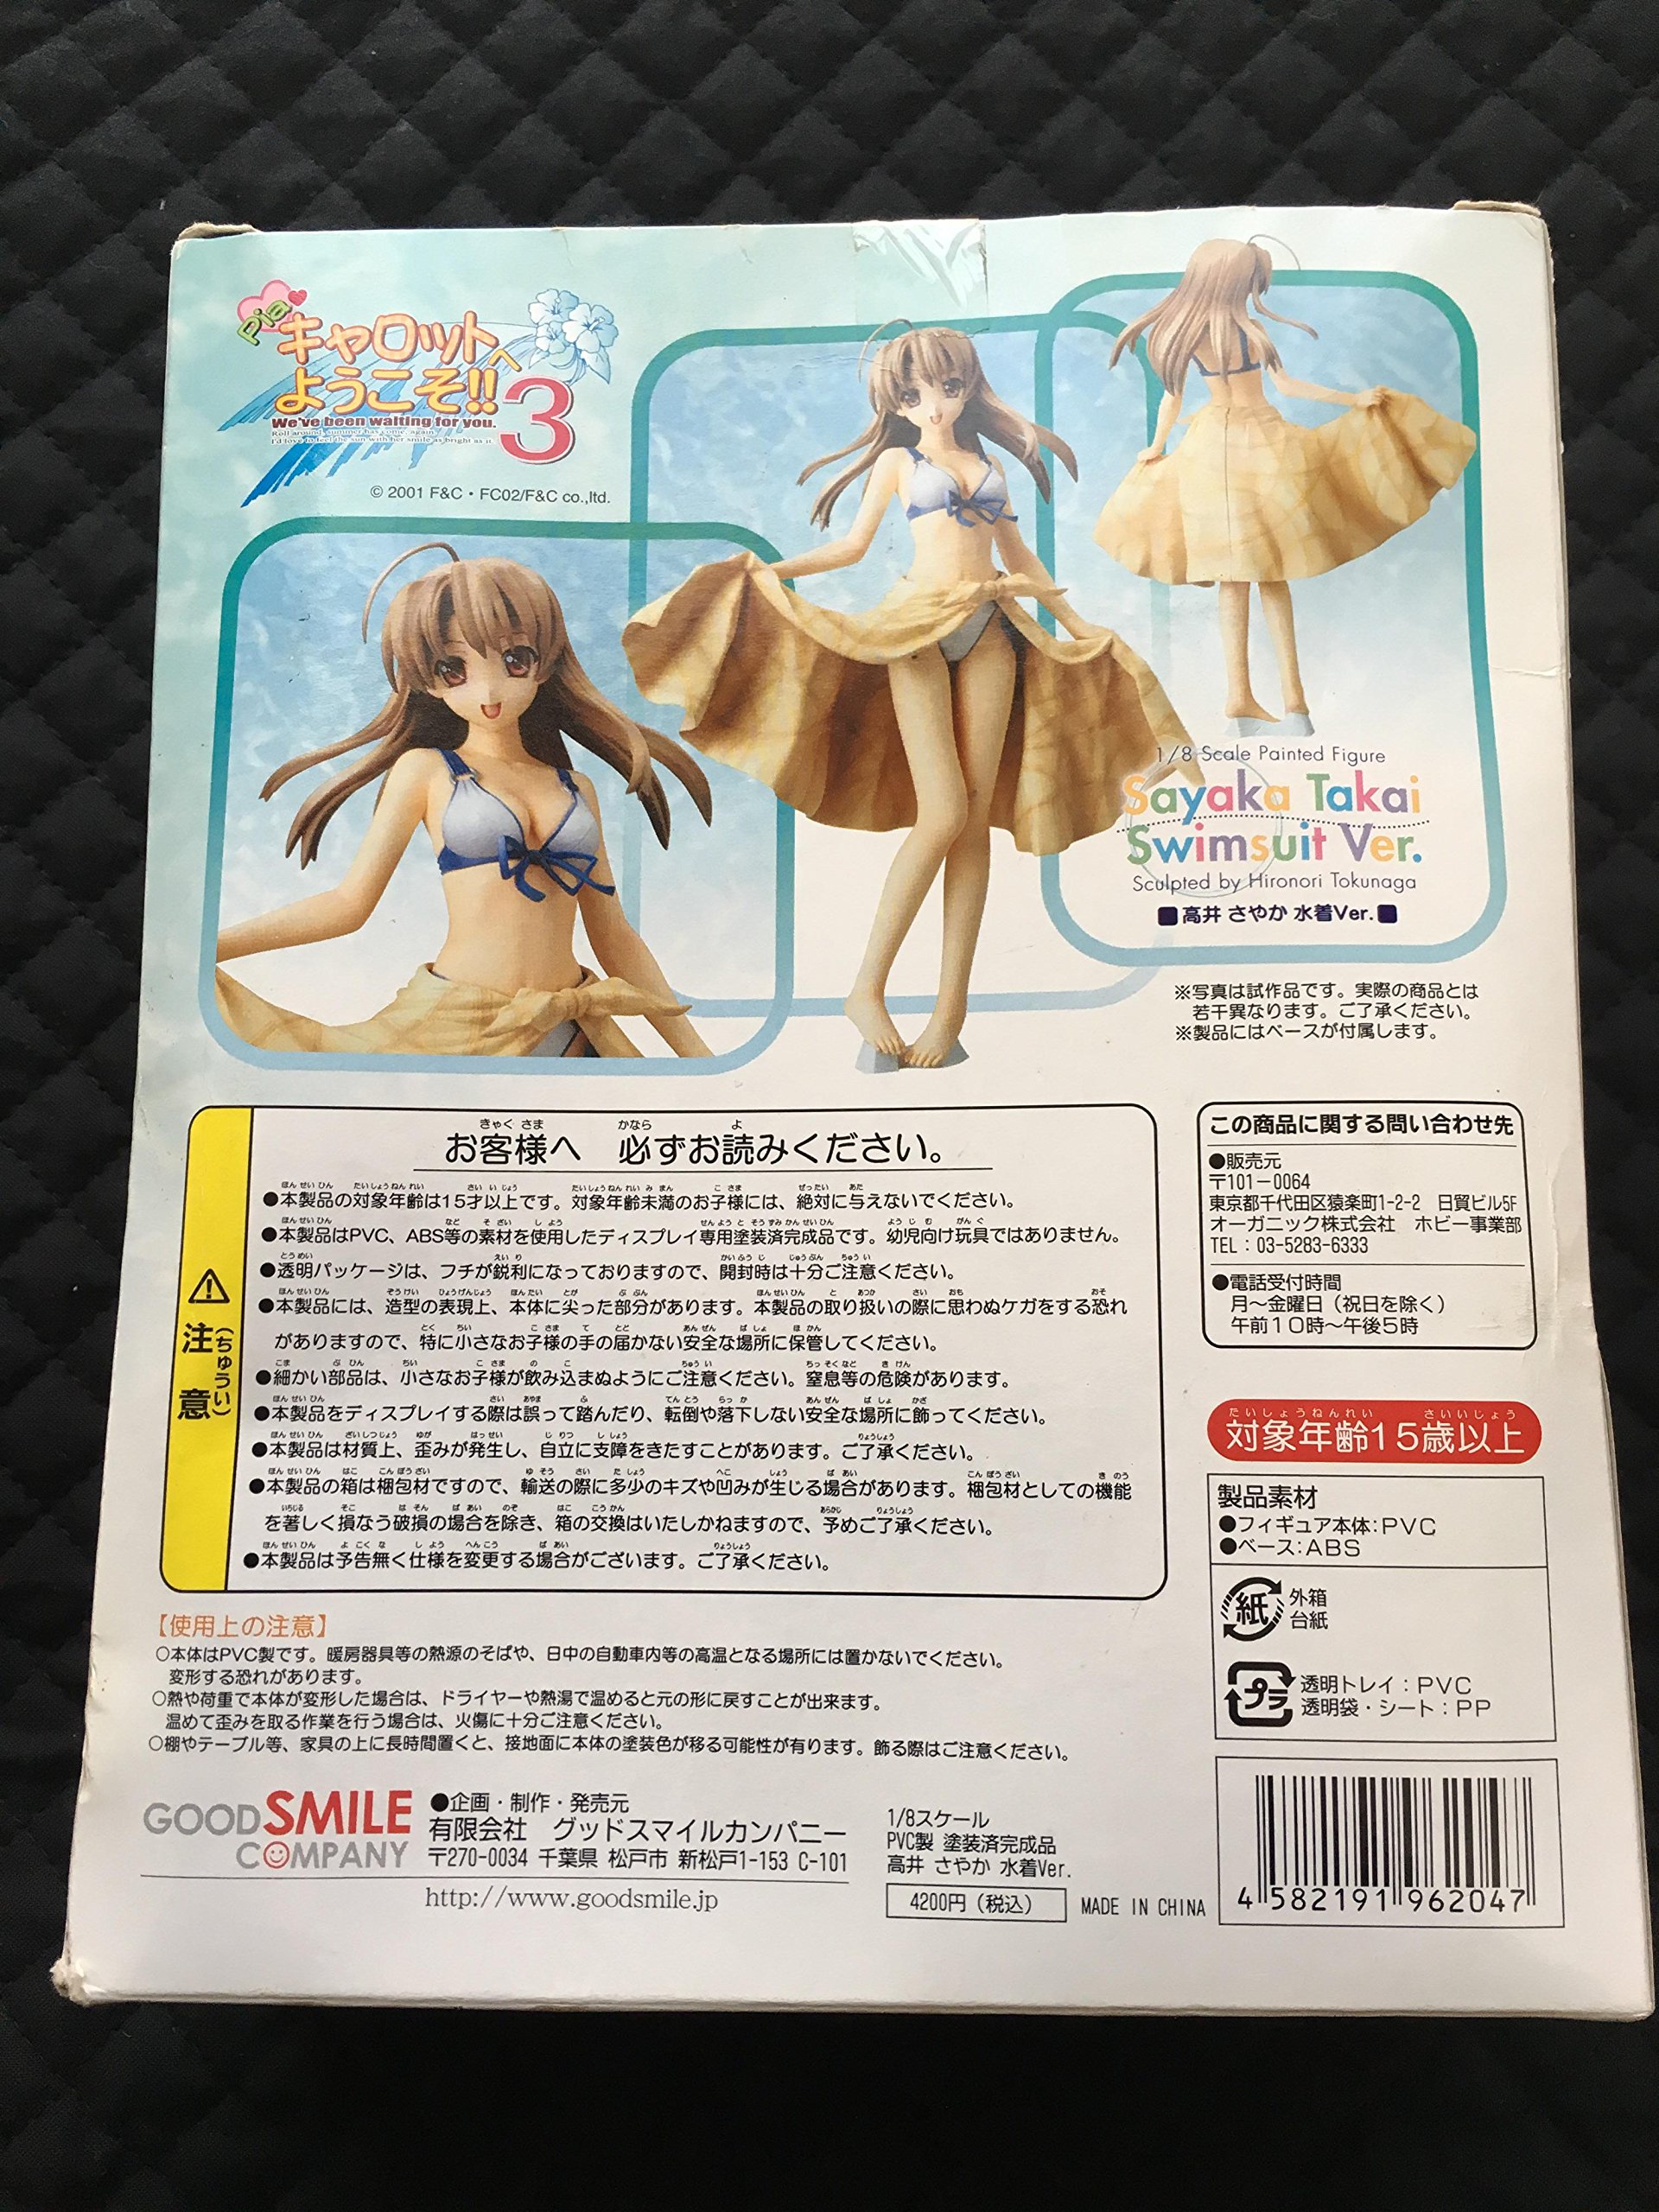 Pia♥
キャロットへ
ようこそ!!3
We've been waiting for you.
Roll around, summer has come, again.
I'd love to feel the sun with her smile as bright as it.
© 2001 F&C・FC02/F&C co.,ltd.
1/8 Scale Painted Figure
Sayaka Takai
Swimsuit Ver.
Sculpted by Hironori Tokunaga
■高井 さやか 水着Ver.■
※写真は試作品です。実際の商品とは
若干異なります。ご了承ください。
※製品にはベースが付属します。
⚠注意(ちゅうい)
お客様へ 必ずお読みください。
●本製品の対象年齢は15才以上です。対象年齢未満のお子様には、絶対に与えないでください。
●本製品はPVC、ABS等の素材を使用したディスプレイ専用塗装済完成品です。幼児向け玩具ではありません。
●透明パッケージは、フチが鋭利になっておりますので、開封時は十分ご注意ください。
●本製品には、造型の表現上、本体に尖った部分があります。本製品の取り扱いの際に思わぬケガをする恐れ
がありますので、特に小さなお子様の手の届かない安全な場所に保管してください。
●細かい部品は、小さなお子様が飲み込まぬようにご注意ください。窒息等の危険があります。
●本製品をディスプレイする際は誤って踏んだり、転倒や落下しない安全な場所に飾ってください。
●本製品は材質上、歪みが発生し、自立に支障をきたすことがあります。ご了承ください。
●本製品の箱は梱包材ですので、輸送の際に多少のキズや凹みが生じる場合があります。梱包材としての機能
を著しく損なう破損の場合を除き、箱の交換はいたしかねますので、予めご了承ください。
●本製品は予告無く仕様を変更する場合がございます。ご了承ください。
【使用上の注意】
○本体はPVC製です。暖房器具等の熱源のそばや、日中の自動車内等の高温となる場所には置かないでください。
変形する恐れがあります。
○熱や荷重で本体が変形した場合は、ドライヤーや熱湯で温めると元の形に戻すことが出来ます。
温めて歪みを取る作業を行う場合は、火傷に十分ご注意ください。
○棚やテーブル等、家具の上に長時間置くと、接地面に本体の塗装色が移る可能性が有ります。飾る際はご注意ください。
この商品に関する問い合わせ先
●販売元
〒101-0064
東京都千代田区猿楽町1-2-2 日貿ビル5F
オーガニック株式会社 ホビー事業部
TEL:03-5283-6333
●電話受付時間
月〜金曜日(祝日を除く)
午前10時〜午後5時
たいしょうねんれい さいいじょう
対象年齢15歳以上
製品素材
●フィギュア本体:PVC
●ベース:ABS
紙 外箱
台紙
プラ 透明トレイ:PVC
透明袋・シート:PP
GOOD SMILE
COMPANY
●企画・制作・発売元
有限会社 グッドスマイルカンパニー
〒270-0034 千葉県 松戸市 新松戸1-153 C-101
http://www.goodsmile.jp
1/8スケール
PVC製 塗装済完成品
高井 さやか 水着Ver.
4200円(税込)
MADE IN CHINA
4 582191 962047